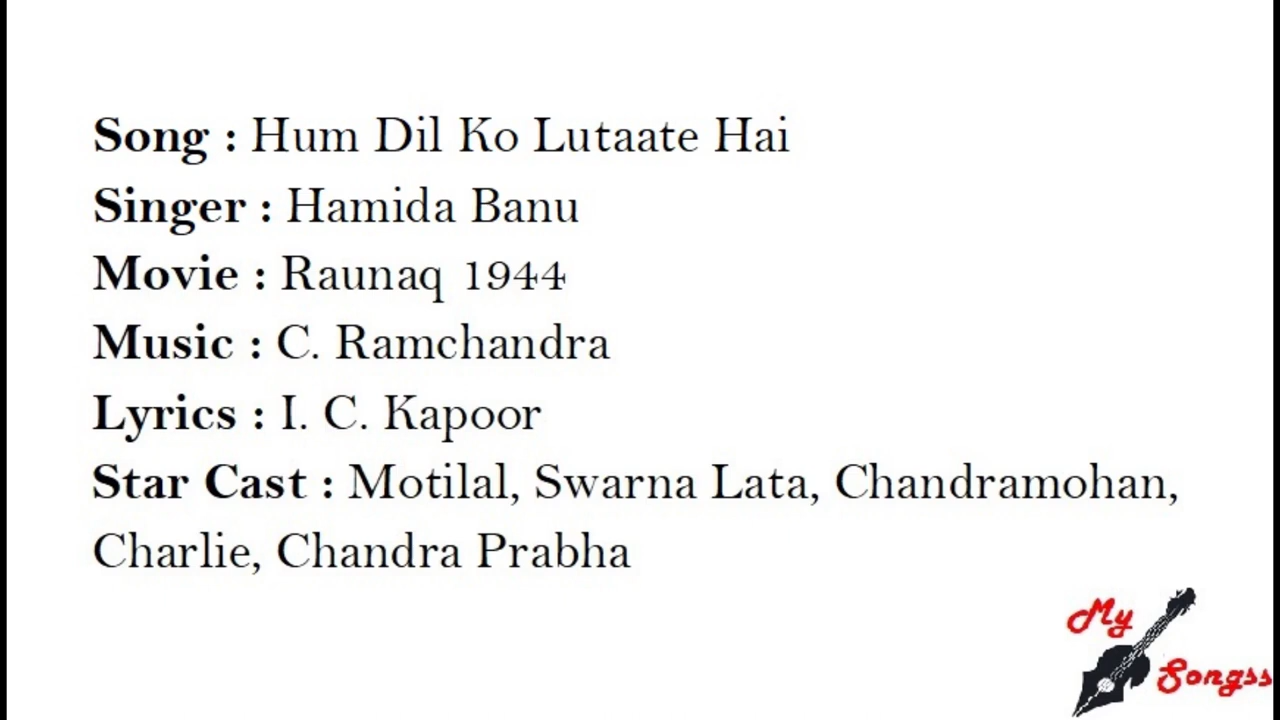 Song : Hum Dil Ko Lutaate Hai
Singer : Hamida Banu
Movie : Raunaq 1944
Music : C. Ramchandra
Lyrics : I. C. Kapoor
Star Cast : Motilal, Swarna Lata, Chandramohan,
Charlie, Chandra Prabha
My
Songss